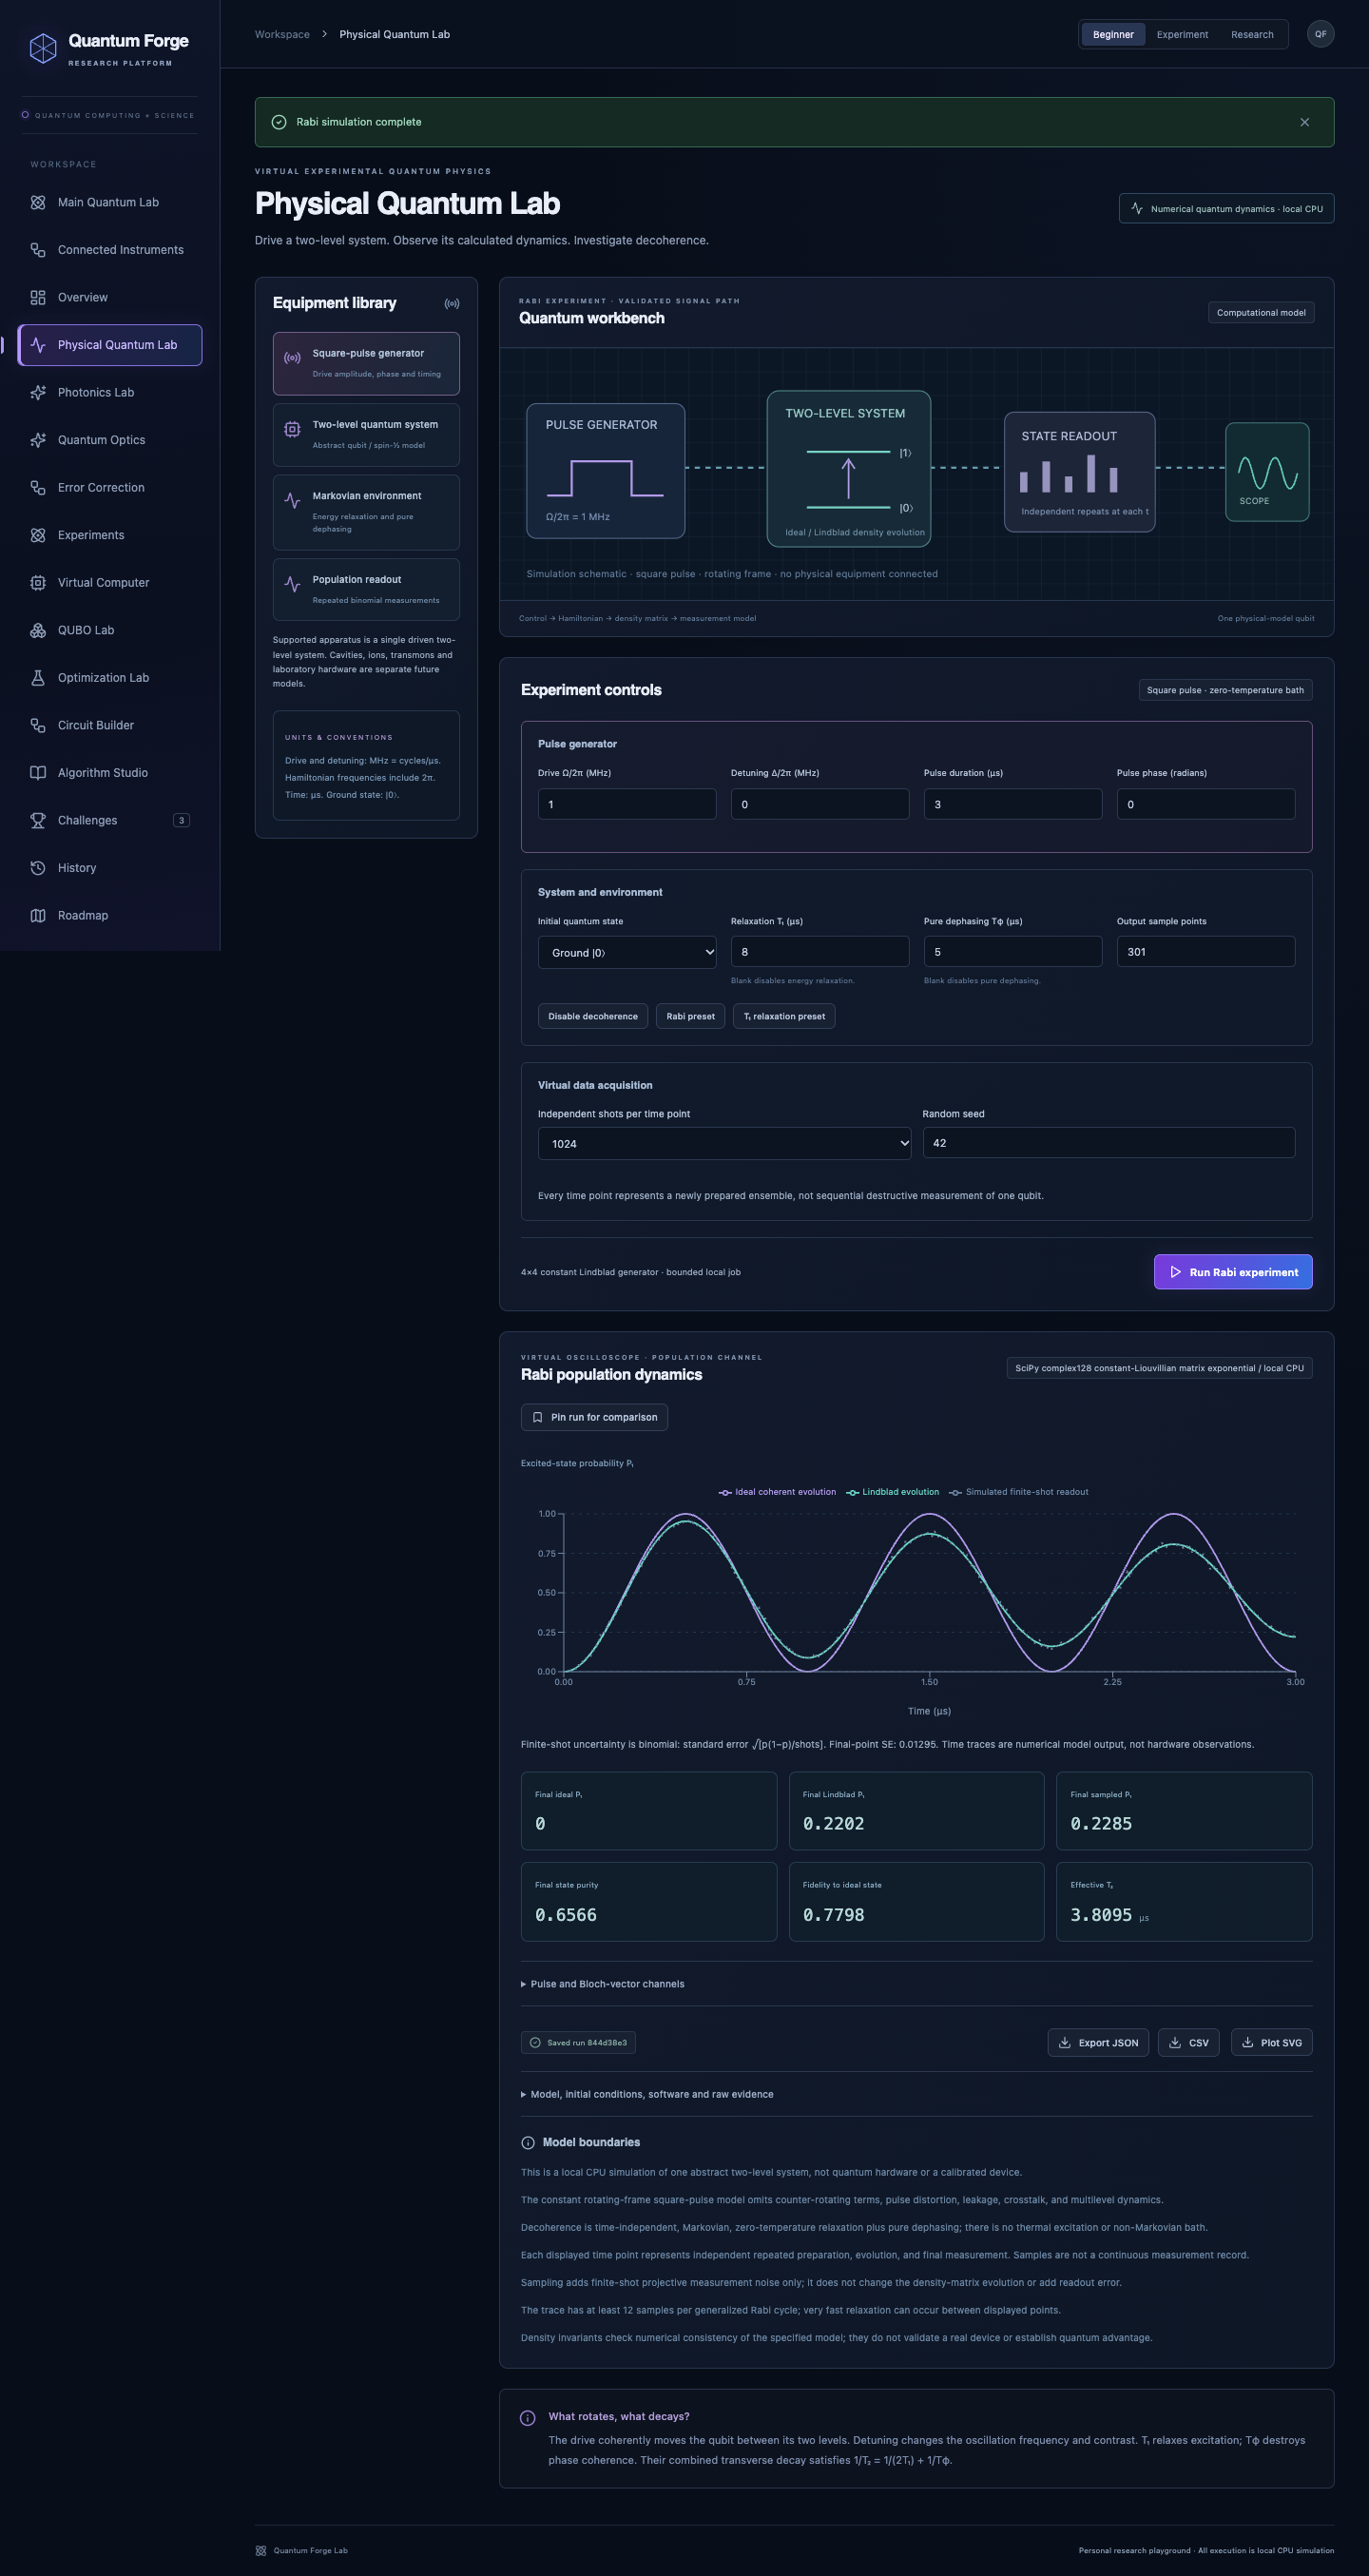 Quantum Forge
RESEARCH PLATFORM
QUANTUM COMPUTING + SCIENCE
WORKSPACE
Main Quantum Lab
Connected Instruments
Overview
Physical Quantum Lab
Photonics Lab
Quantum Optics
Error Correction
Experiments
Virtual Computer
QUBO Lab
Optimization Lab
Circuit Builder
Algorithm Studio
Challenges 3
History
Roadmap
Workspace > Physical Quantum Lab
Beginner Experiment Research QF
Rabi simulation complete
VIRTUAL EXPERIMENTAL QUANTUM PHYSICS
Physical Quantum Lab
Drive a two-level system. Observe its calculated dynamics. Investigate decoherence.
Numerical quantum dynamics · local CPU
Equipment library
Square-pulse generator
Drive amplitude, phase and timing
Two-level quantum system
Abstract qubit / spin-½ model
Markovian environment
Energy relaxation and pure
dephasing
Population readout
Repeated binomial measurements
Supported apparatus is a single driven two-
level system. Cavities, ions, transmons and
laboratory hardware are separate future
models.
UNITS & CONVENTIONS
Drive and detuning: MHz = cycles/μs.
Hamiltonian frequencies include 2π.
Time: μs. Ground state: |0⟩.
RABI EXPERIMENT · VALIDATED SIGNAL PATH
Quantum workbench
Computational model
PULSE GENERATOR
Ω/2π = 1 MHz
TWO-LEVEL SYSTEM
|1⟩
|0⟩
Ideal / Lindblad density evolution
STATE READOUT
Independent repeats at each t
SCOPE
Simulation schematic · square pulse · rotating frame · no physical equipment connected
Control → Hamiltonian → density matrix → measurement model
One physical-model qubit
Experiment controls
Square pulse · zero-temperature bath
Pulse generator
Drive Ω/2π (MHz) Detuning Δ/2π (MHz) Pulse duration (μs) Pulse phase (radians)
1 0 3 0
System and environment
Initial quantum state Relaxation T₁ (μs) Pure dephasing Tϕ (μs) Output sample points
Ground |0⟩ 8 5 301
Blank disables energy relaxation. Blank disables pure dephasing.
Disable decoherence Rabi preset T₁ relaxation preset
Virtual data acquisition
Independent shots per time point Random seed
1024 42
Every time point represents a newly prepared ensemble, not sequential destructive measurement of one qubit.
4×4 constant Lindblad generator · bounded local job
Run Rabi experiment
VIRTUAL OSCILLOSCOPE · POPULATION CHANNEL
Rabi population dynamics
SciPy complex128 constant-Liouvillian matrix exponential / local CPU
Pin run for comparison
Excited-state probability P₁
Ideal coherent evolution Lindblad evolution Simulated finite-shot readout
1.00
0.75
0.50
0.25
0.00
0.00 0.75 1.50 2.25 3.00
Time (μs)
Finite-shot uncertainty is binomial: standard error √[p(1−p)/shots]. Final-point SE: 0.01295. Time traces are numerical model output, not hardware observations.
Final ideal P₁ Final Lindblad P₁ Final sampled P₁
0 0.2202 0.2285
Final state purity Fidelity to ideal state Effective T₂
0.6566 0.7798 3.8095 μs
Pulse and Bloch-vector channels
Saved run 844d38e3
Export JSON CSV Plot SVG
Model, initial conditions, software and raw evidence
Model boundaries
This is a local CPU simulation of one abstract two-level system, not quantum hardware or a calibrated device.
The constant rotating-frame square-pulse model omits counter-rotating terms, pulse distortion, leakage, crosstalk, and multilevel dynamics.
Decoherence is time-independent, Markovian, zero-temperature relaxation plus pure dephasing; there is no thermal excitation or non-Markovian bath.
Each displayed time point represents independent repeated preparation, evolution, and final measurement. Samples are not a continuous measurement record.
Sampling adds finite-shot projective measurement noise only; it does not change the density-matrix evolution or add readout error.
The trace has at least 12 samples per generalized Rabi cycle; very fast relaxation can occur between displayed points.
Density invariants check numerical consistency of the specified model; they do not validate a real device or establish quantum advantage.
What rotates, what decays?
The drive coherently moves the qubit between its two levels. Detuning changes the oscillation frequency and contrast. T₁ relaxes excitation; Tϕ destroys
phase coherence. Their combined transverse decay satisfies 1/T₂ = 1/(2T₁) + 1/Tϕ.
Quantum Forge Lab
Personal research playground · All execution is local CPU simulation